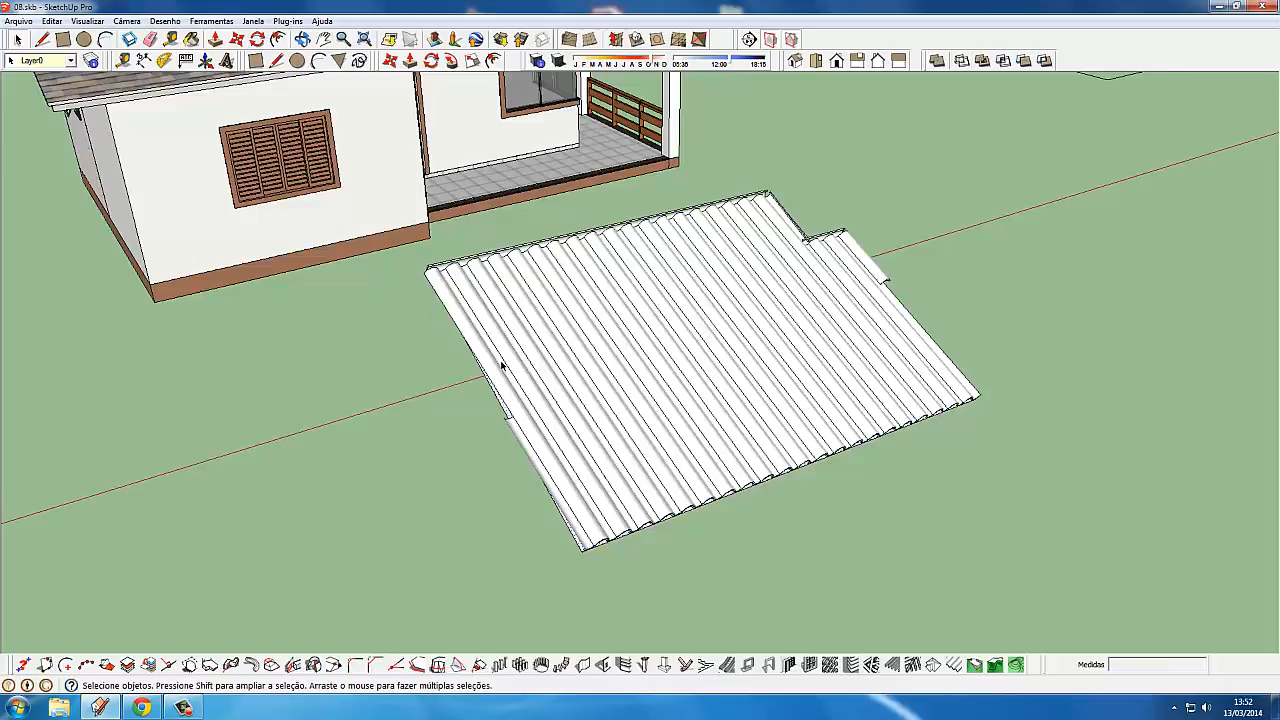 08.skb - SketchUp Pro
Arquivo Editar Visualizar Câmera Desenho Ferramentas Janela Plug-ins Ajuda
Layer0
J F M A M J J A S O N D 06:36 12:00 18:15
Medidas
Selecione objetos. Pressione Shift para ampliar a seleção. Arraste o mouse para fazer múltiplas seleções.
13:52
13/03/2014